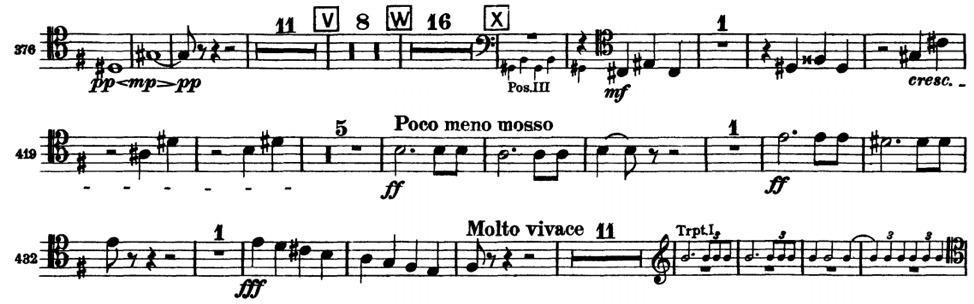 11 V 8 W 16 X 1
376
pp mp pp Pos.III mf cresc.
5 Poco meno mosso 1
419
ff ff
1 Molto vivace 11 Trpt.I 3 3 3 3
432
fff